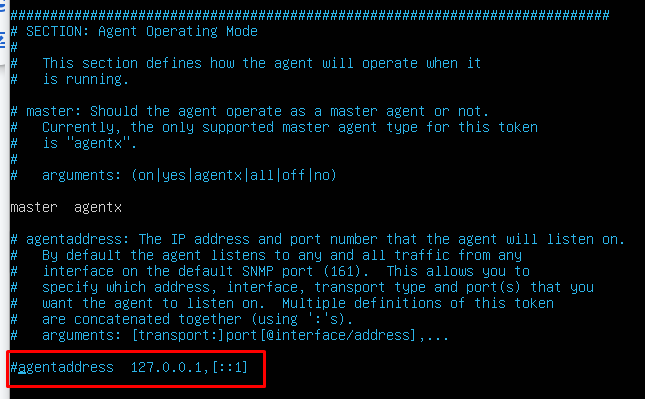 ###########################################################################
# SECTION: Agent Operating Mode
#
#   This section defines how the agent will operate when it
#   is running.
# master: Should the agent operate as a master agent or not.
#   Currently, the only supported master agent type for this token
#   is "agentx".
#
#   arguments: (on|yes|agentx|all|off|no)
master  agentx
# agentaddress: The IP address and port number that the agent will listen on.
#   By default the agent listens to any and all traffic from any
#   interface on the default SNMP port (161).  This allows you to
#   specify which address, interface, transport type and port(s) that you
#   want the agent to listen on.  Multiple definitions of this token
#   are concatenated together (using ':'s).
#   arguments: [transport:]port[@interface/address],...
#agentaddress  127.0.0.1,[::1]